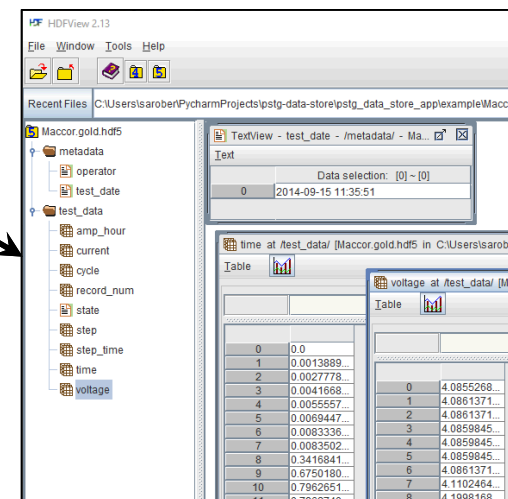 HDFView 2.13
File Window Tools Help
Recent Files C:\Users\sarober\PycharmProjects\pstg-data-store\pstg_data_store_app\example\Macc
Maccor.gold.hdf5
metadata
operator
test_date
test_data
amp_hour
current
cycle
record_num
state
step
step_time
time
voltage
TextView - test_date - /metadata/ - Ma...
Text
Data selection: [0] ~ [0]
0 2014-09-15 11:35:51
time at /test_data/ [Maccor.gold.hdf5 in C:\Users\sarob
Table
0 0.0
1 0.0013889...
2 0.0027778...
3 0.0041668...
4 0.0055557...
5 0.0069447...
6 0.0083336...
7 0.0083502...
8 0.3416841...
9 0.6750180...
10 0.7962651...
voltage at /test_data/ [M
Table
0 4.0855268...
1 4.0861371...
2 4.0861371...
3 4.0859845...
4 4.0859845...
5 4.0859845...
6 4.0861371...
7 4.1102464...
8 4.1998168